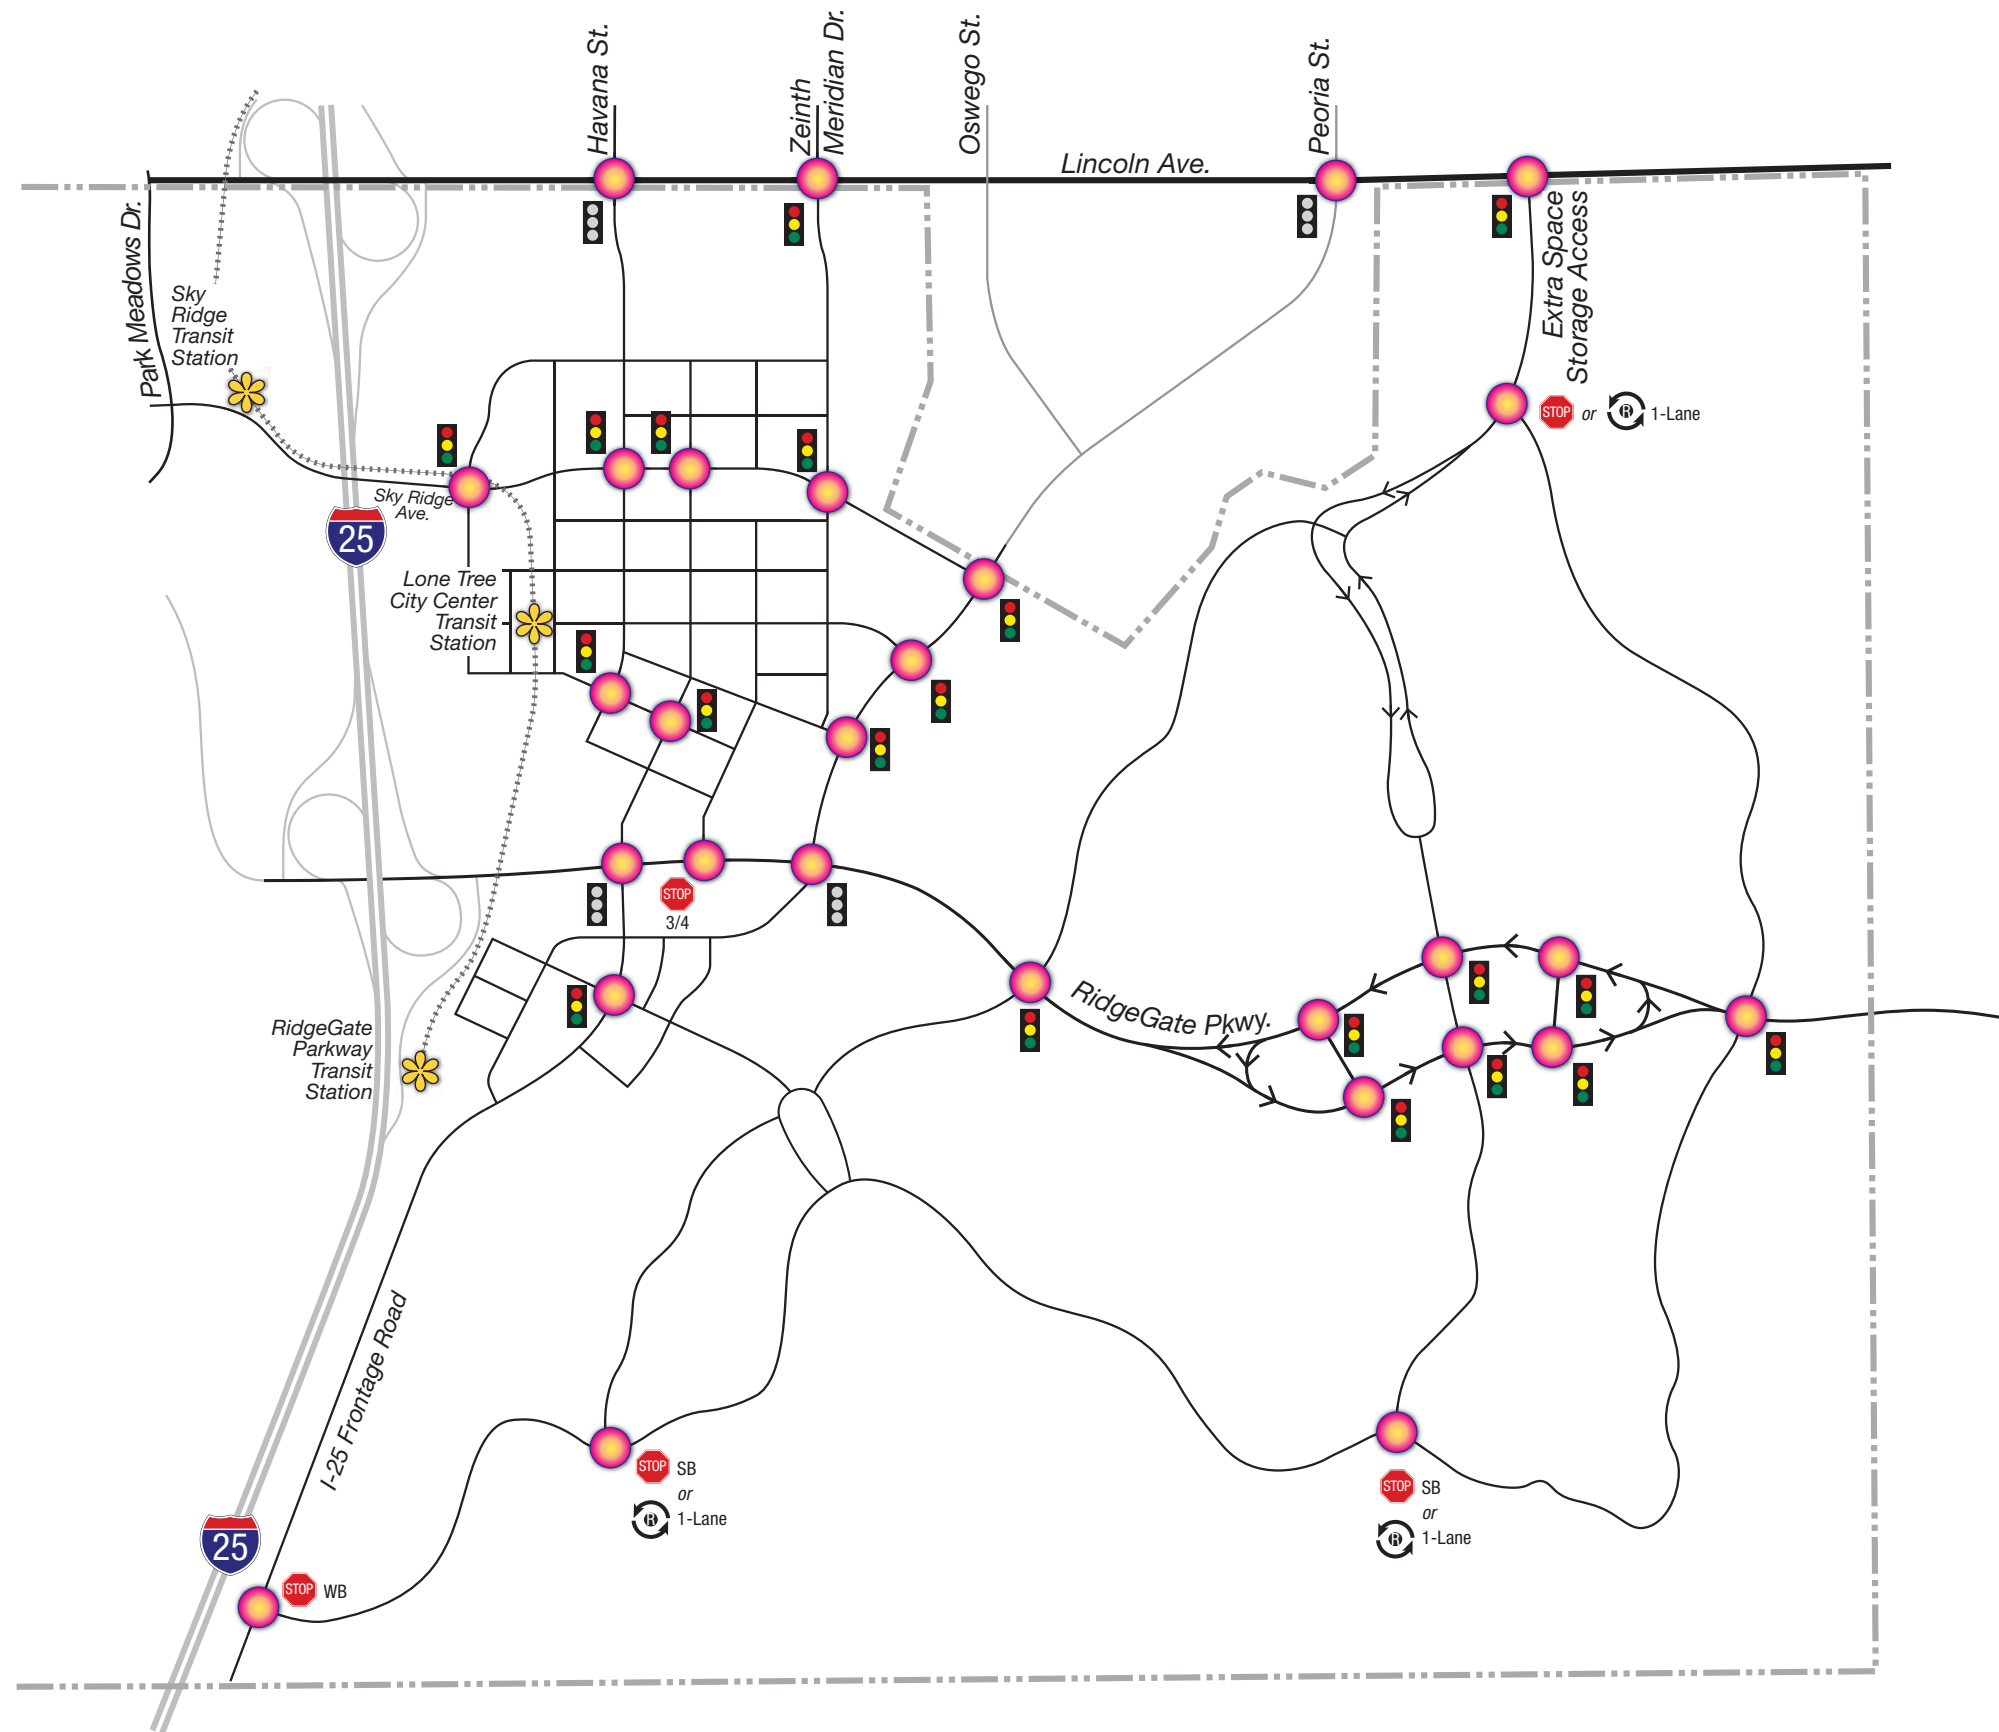 Havana St.
Zeinth
Meridian Dr.
Oswego St.
Peoria St.
Lincoln Ave.
Park Meadows Dr.
Extra Space
Storage Access
Sky
Ridge
Transit
Station
STOP or R 1-Lane
Sky Ridge
Ave.
25
Lone Tree
City Center
Transit
Station
STOP
3/4
RidgeGate Pkwy.
RidgeGate
Parkway
Transit
Station
I-25 Frontage Road
STOP SB
or
R 1-Lane
STOP SB
or
R 1-Lane
25
STOP WB